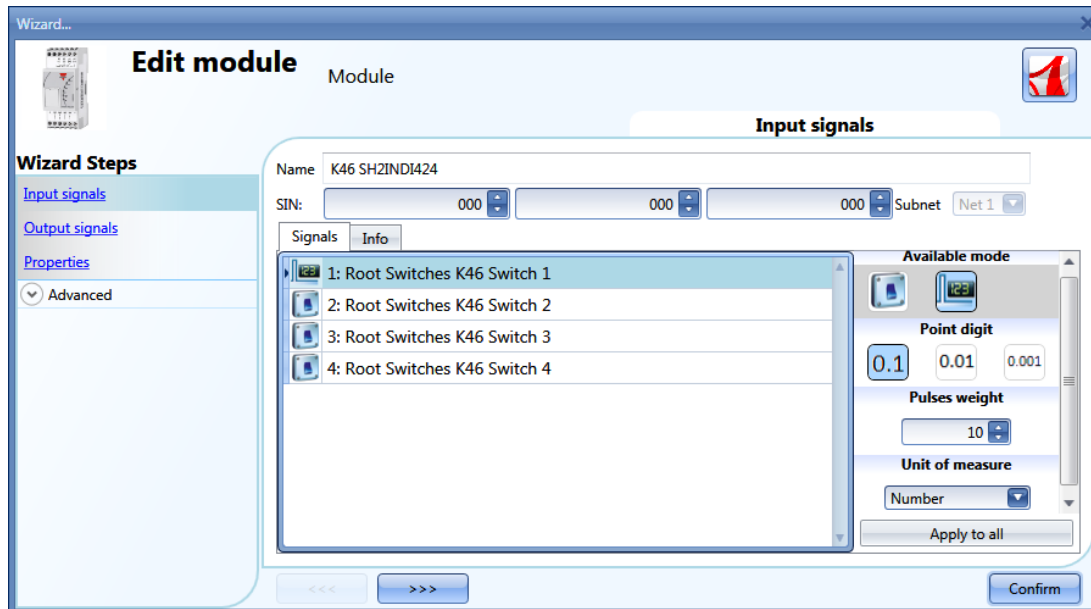 Wizard...
Edit module
Module
Input signals
Wizard Steps
Input signals
Output signals
Properties
Advanced
Name K46 SH2INDI424
SIN: 000 000 000 Subnet Net 1
Signals Info
1: Root Switches K46 Switch 1
2: Root Switches K46 Switch 2
3: Root Switches K46 Switch 3
4: Root Switches K46 Switch 4
Available mode
123
123
Point digit
0.1 0.01 0.001
Pulses weight
10
Unit of measure
Number
Apply to all
<<< >>> Confirm